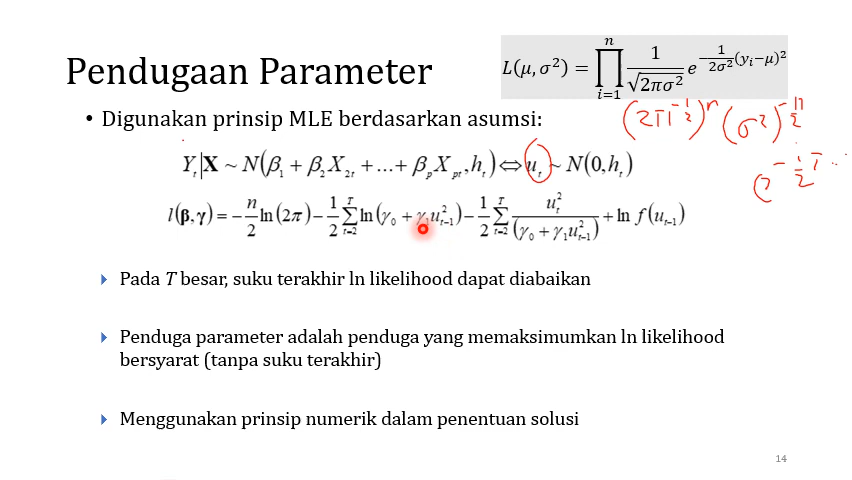 Pendugaan Parameter
L(μ, σ²) = ∏_{i=1}^{n} 1/√(2πσ²) e^{-1/(2σ²)(y_i−μ)²}
• Digunakan prinsip MLE berdasarkan asumsi:
(2π^{-1/2})^n (σ²)^{-n/2}
Y_t|X ~ N(β_1 + β_2X_{2t} + ... + β_pX_{pt}, h_t) ⇔ u_t ~ N(0, h_t)
l(β, γ) = −n/2 ln(2π) − 1/2 ∑_{t=2}^{T} ln(γ_0 + γ_1u²_{t−1}) − 1/2 ∑_{t=2}^{T} u_t²/(γ_0 + γ_1u²_{t−1}) + ln f(u_{t−1})
Pada T besar, suku terakhir ln likelihood dapat diabaikan
Penduga parameter adalah penduga yang memaksimumkan ln likelihood
bersyarat (tanpa suku terakhir)
Menggunakan prinsip numerik dalam penentuan solusi
14